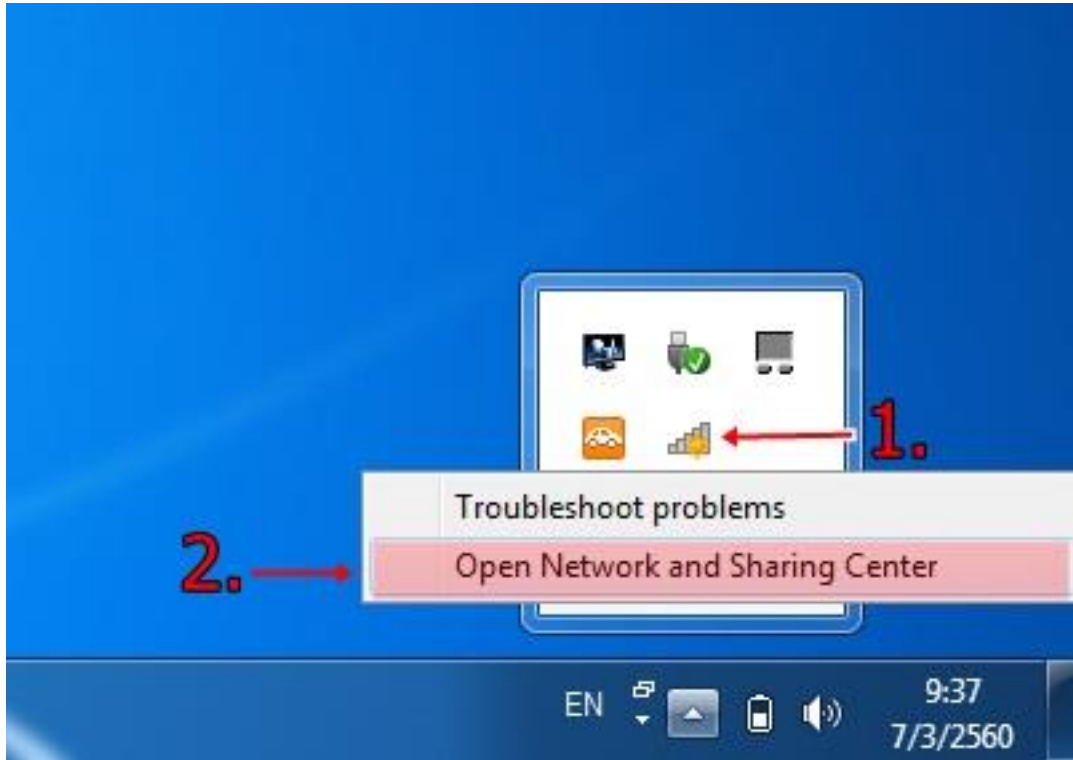 1.
Troubleshoot problems
2.
Open Network and Sharing Center
EN
9:37
7/3/2560